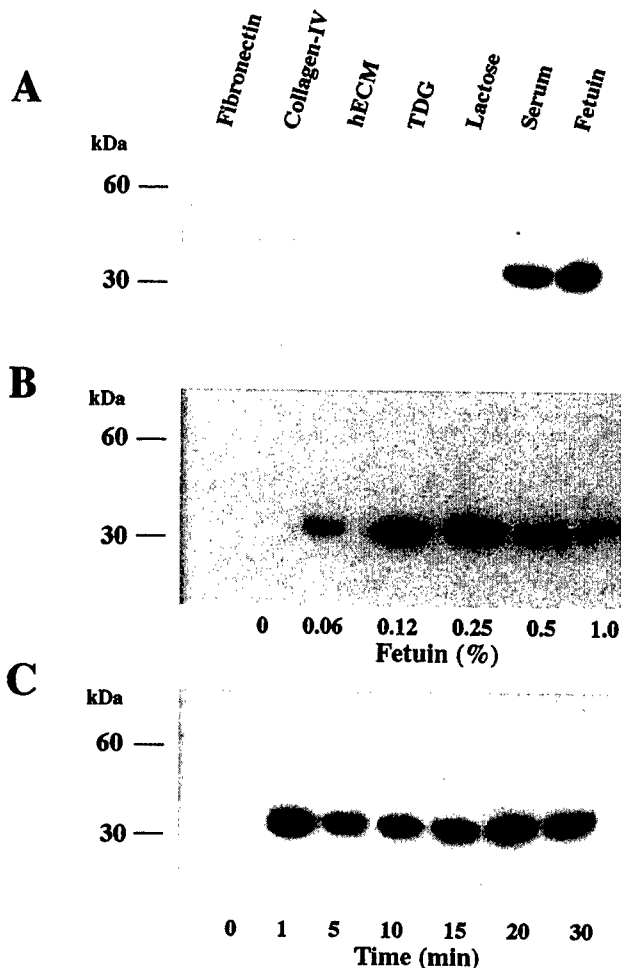 A
Fibronectin Collagen-IV hECM TDG Lactose Serum Fetuin
kDa
60
30
B
kDa
60
30
0 0.06 0.12 0.25 0.5 1.0
Fetuin (%)
C
kDa
60
30
0 1 5 10 15 20 30
Time (min)